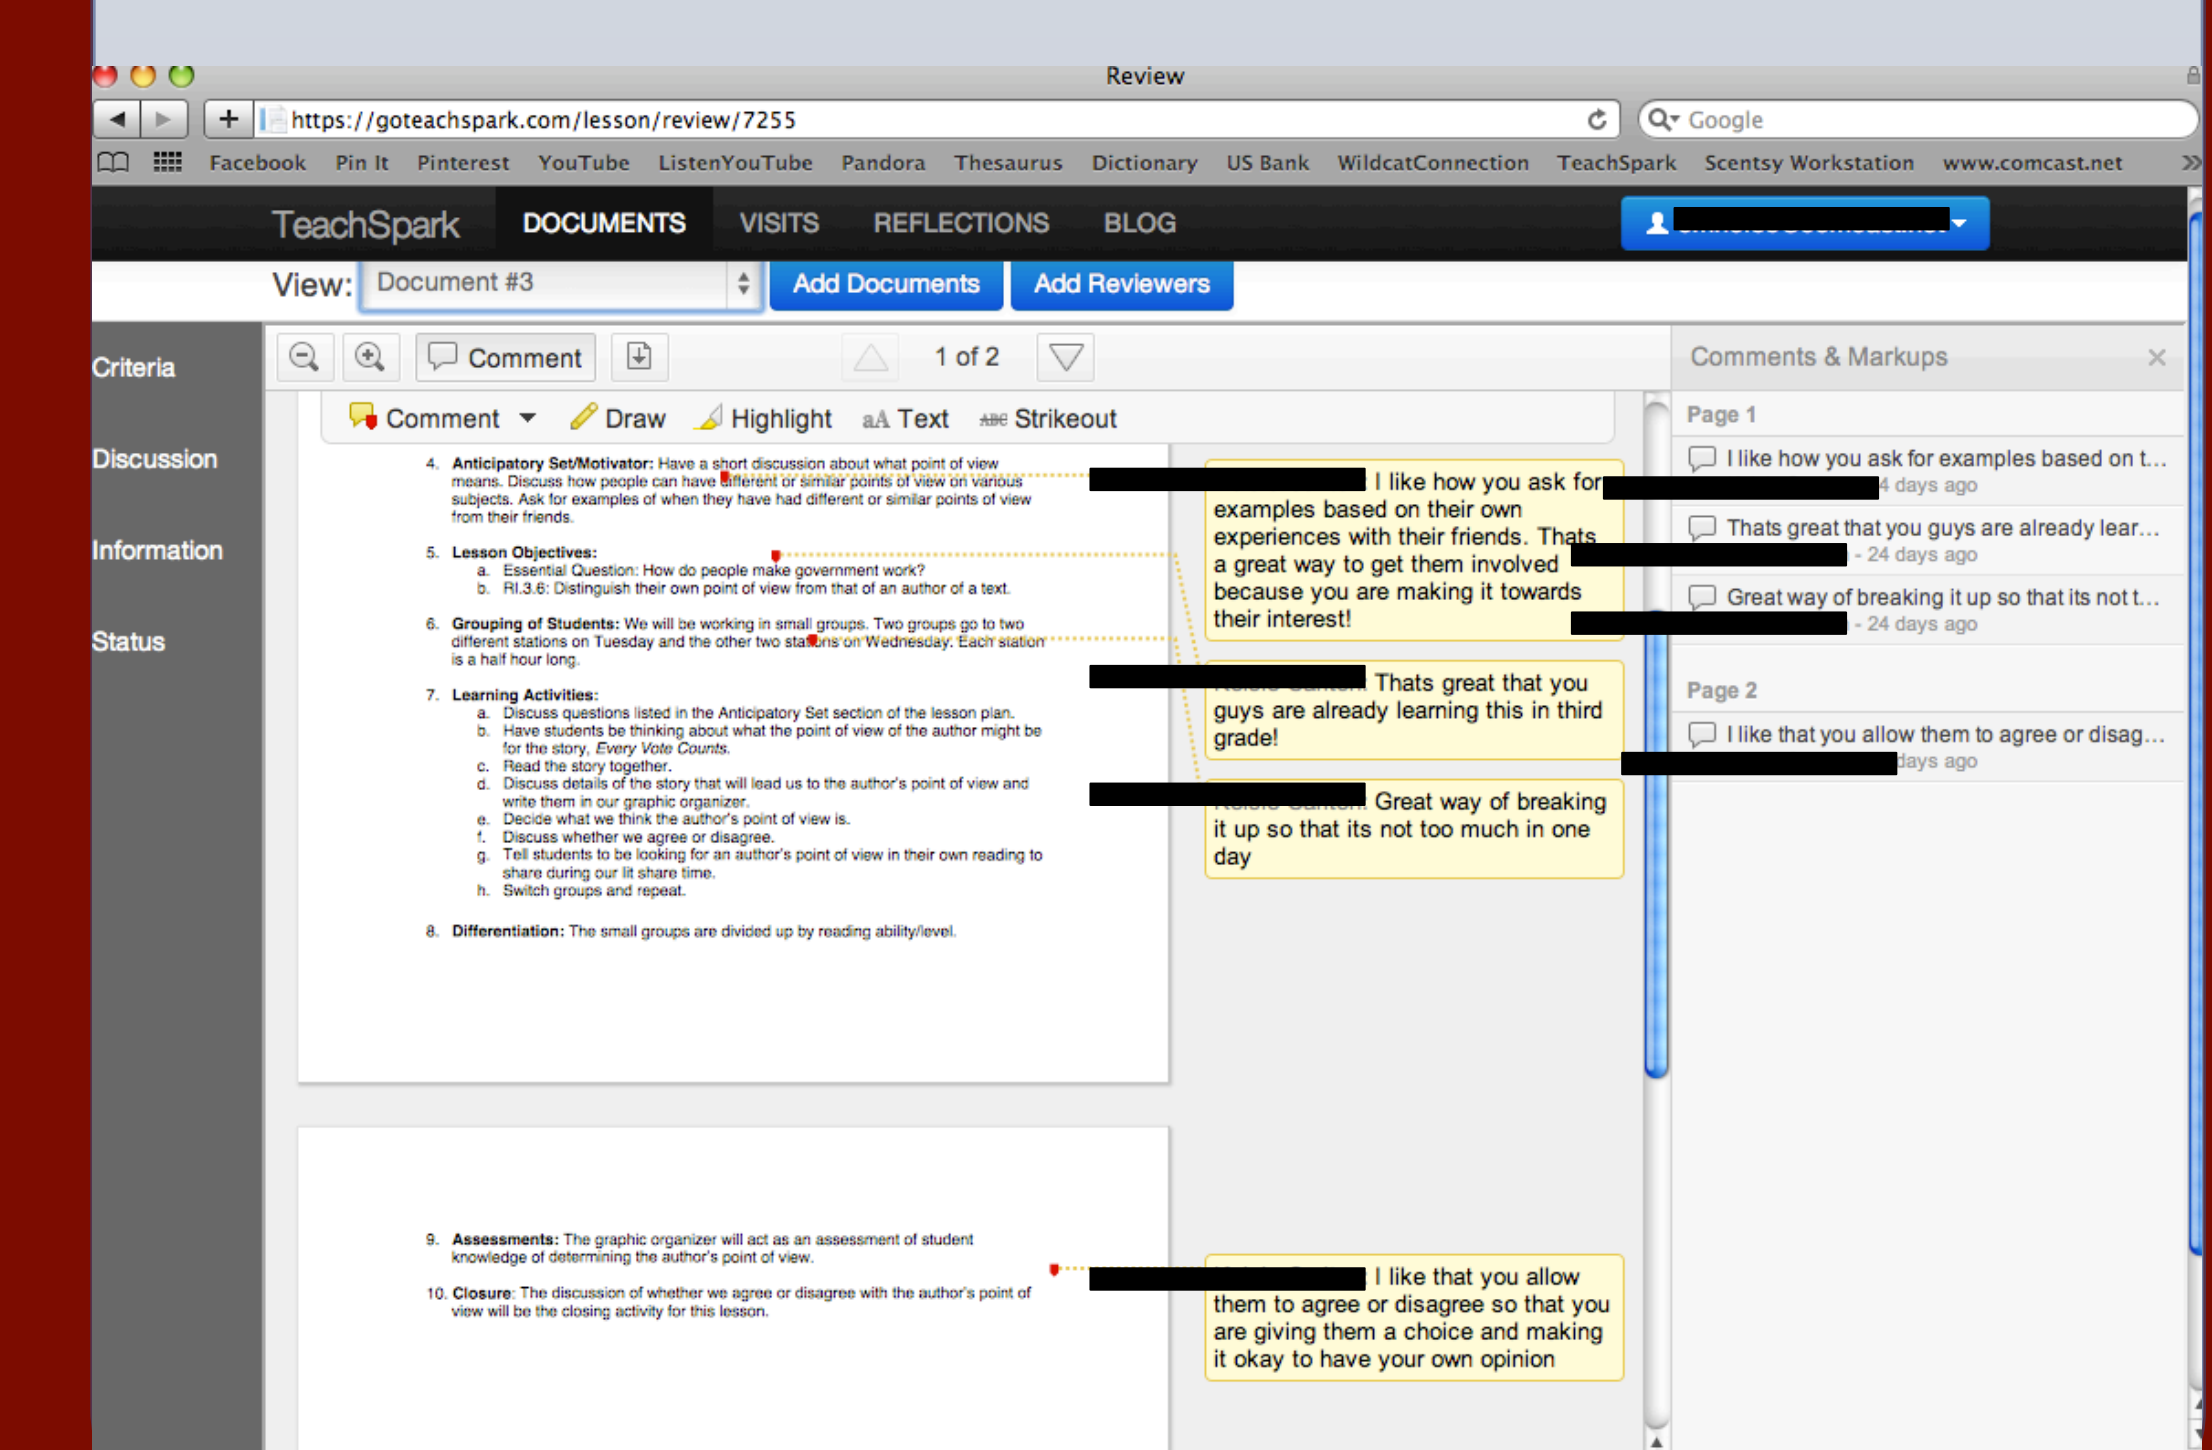 Review
https://goteachspark.com/lesson/review/7255
Google
Facebook Pin It Pinterest YouTube ListenYouTube Pandora Thesaurus Dictionary US Bank WildcatConnection TeachSpark Scentsy Workstation www.comcast.net
TeachSpark DOCUMENTS VISITS REFLECTIONS BLOG
View: Document #3 Add Documents Add Reviewers
Criteria
Discussion
Information
Status
Comment 1 of 2
Comment Draw Highlight aA Text ABC Strikeout
4. Anticipatory Set/Motivator: Have a short discussion about what point of view
means. Discuss how people can have different or similar points of view on various
subjects. Ask for examples of when they have had different or similar points of view
from their friends.
5. Lesson Objectives:
a. Essential Question: How do people make government work?
b. RI.3.6: Distinguish their own point of view from that of an author of a text.
6. Grouping of Students: We will be working in small groups. Two groups go to two
different stations on Tuesday and the other two stations on Wednesday. Each station
is a half hour long.
7. Learning Activities:
a. Discuss questions listed in the Anticipatory Set section of the lesson plan.
b. Have students be thinking about what the point of view of the author might be
for the story, Every Vote Counts.
c. Read the story together.
d. Discuss details of the story that will lead us to the author's point of view and
write them in our graphic organizer.
e. Decide what we think the author's point of view is.
f. Discuss whether we agree or disagree.
g. Tell students to be looking for an author's point of view in their own reading to
share during our lit share time.
h. Switch groups and repeat.
8. Differentiation: The small groups are divided up by reading ability/level.
9. Assessments: The graphic organizer will act as an assessment of student
knowledge of determining the author's point of view.
10. Closure: The discussion of whether we agree or disagree with the author's point of
view will be the closing activity for this lesson.
I like how you ask for
examples based on their own
experiences with their friends. Thats
a great way to get them involved
because you are making it towards
their interest!
Thats great that you
guys are already learning this in third
grade!
Great way of breaking
it up so that its not too much in one
day
I like that you allow
them to agree or disagree so that you
are giving them a choice and making
it okay to have your own opinion
Comments & Markups
Page 1
I like how you ask for examples based on t...
4 days ago
Thats great that you guys are already lear...
- 24 days ago
Great way of breaking it up so that its not t...
- 24 days ago
Page 2
I like that you allow them to agree or disag...
days ago